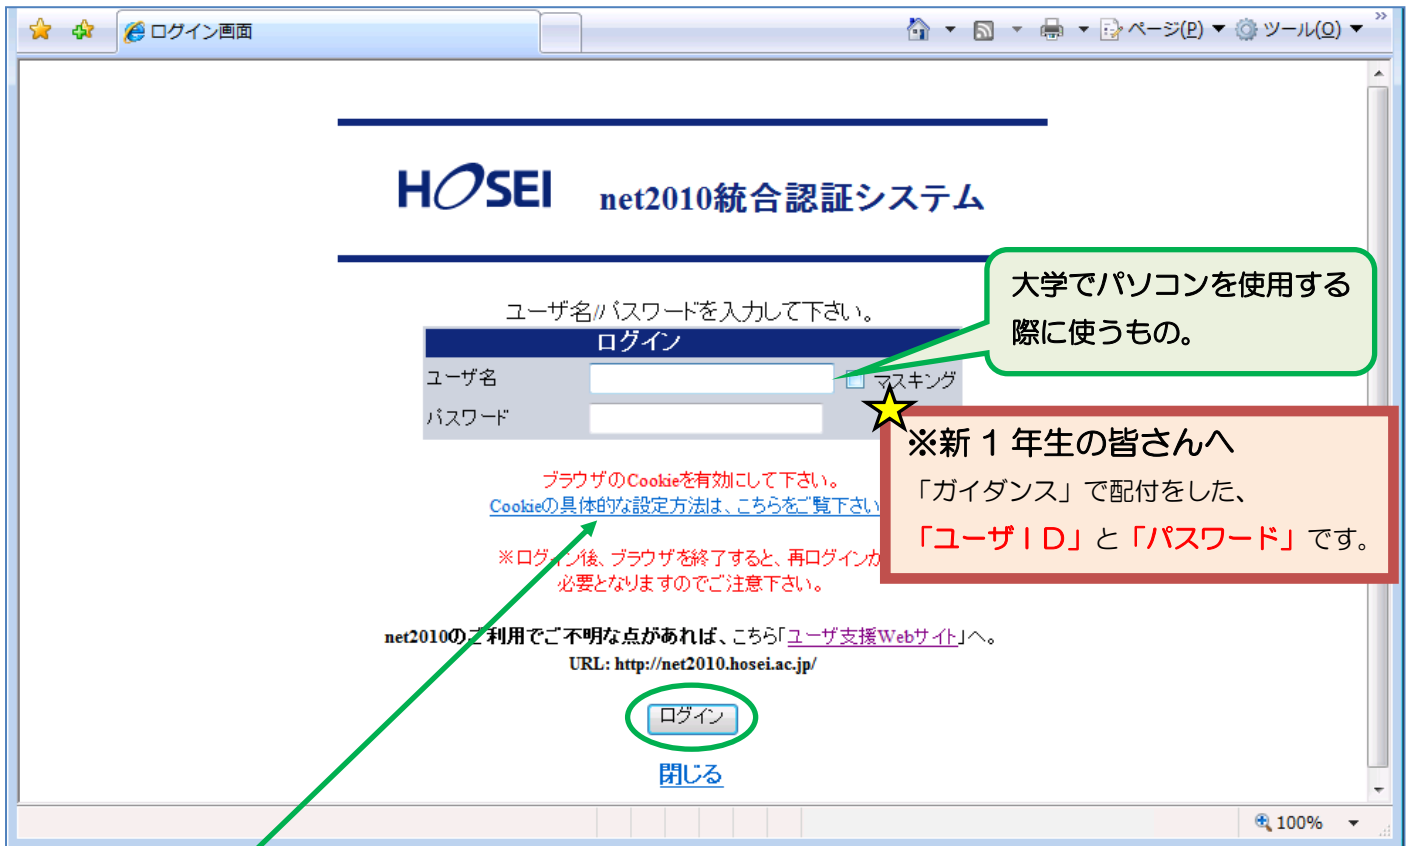 ログイン画面
ページ(P) ツール(O) »
HOSEI net2010統合認証システム
大学でパソコンを使用する
際に使うもの。
ユーザ名/パスワードを入力して下さい。
ログイン
ユーザ名
マスキング
パスワード
※新1年生の皆さんへ
「ガイダンス」で配付をした、
「ユーザＩＤ」と「パスワード」です。
ブラウザのCookieを有効にして下さい。
Cookieの具体的な設定方法は、こちらをご覧下さい
※ログイン後、ブラウザを終了すると、再ログインが
必要となりますのでご注意下さい。
net2010のご利用でご不明な点があれば、こちら「ユーザ支援Webサイト」へ。
URL: http://net2010.hosei.ac.jp/
ログイン
閉じる
100%